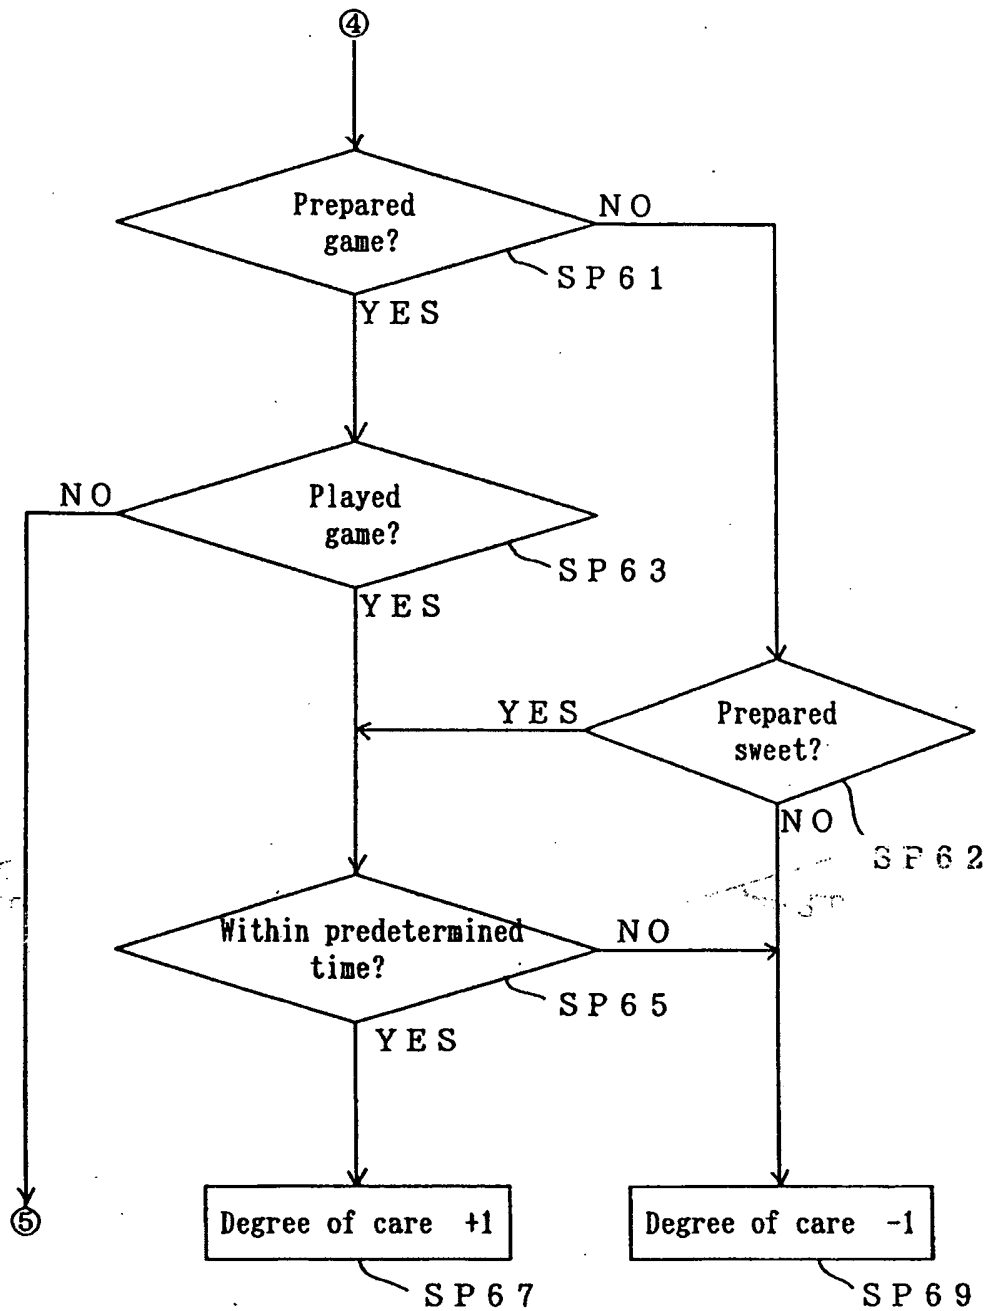 ④
Prepared
game?
NO
SP61
YES
NO
Played
game?
SP63
YES
YES
Prepared
sweet?
NO
SP62
Within predetermined
time?
NO
SP65
YES
⑤
Degree of care +1
Degree of care -1
SP67
SP69